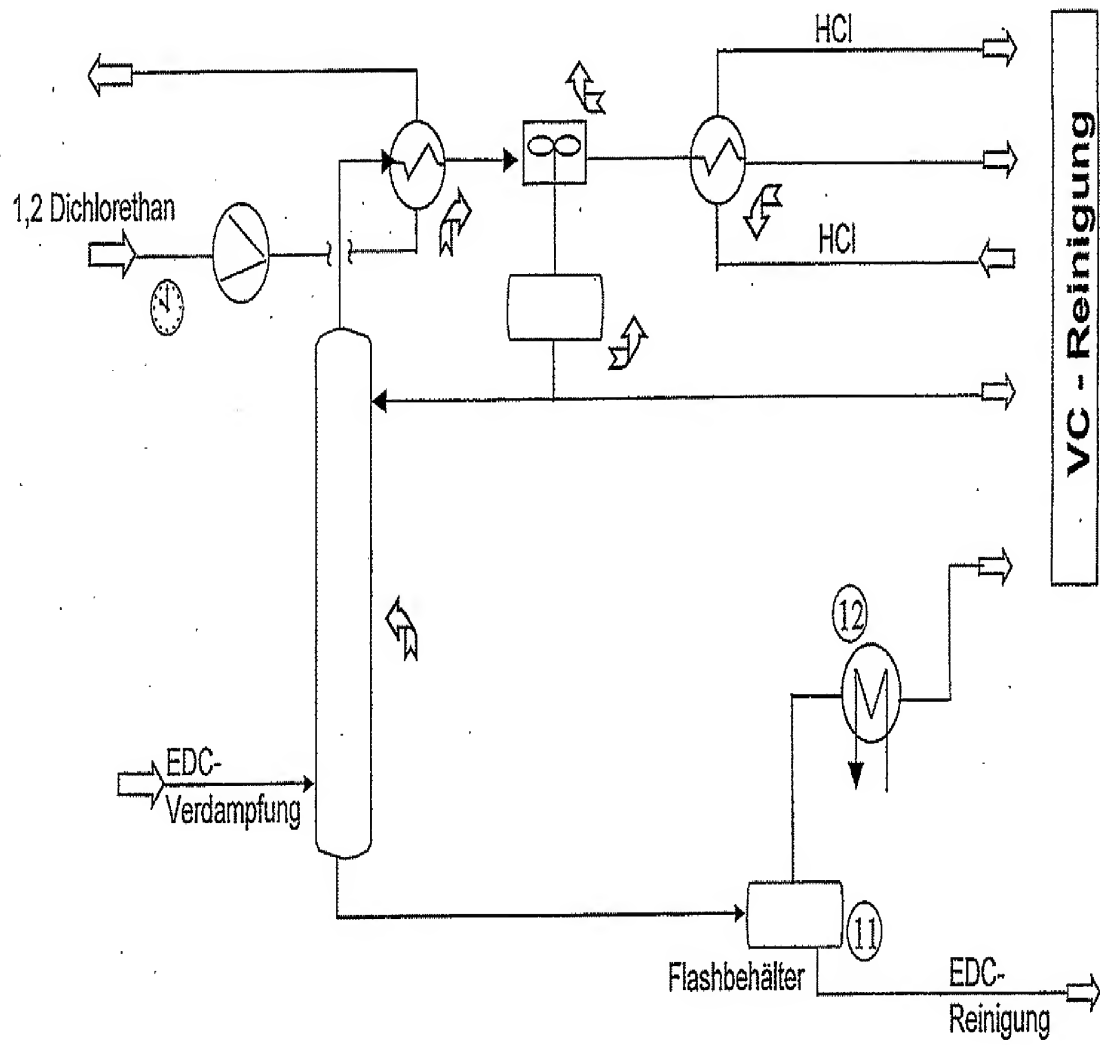 HCl
1,2 Dichlorethan
HCl
VC - Reinigung
12
EDC-
Verdampfung
11
Flashbehälter
EDC-
Reinigung